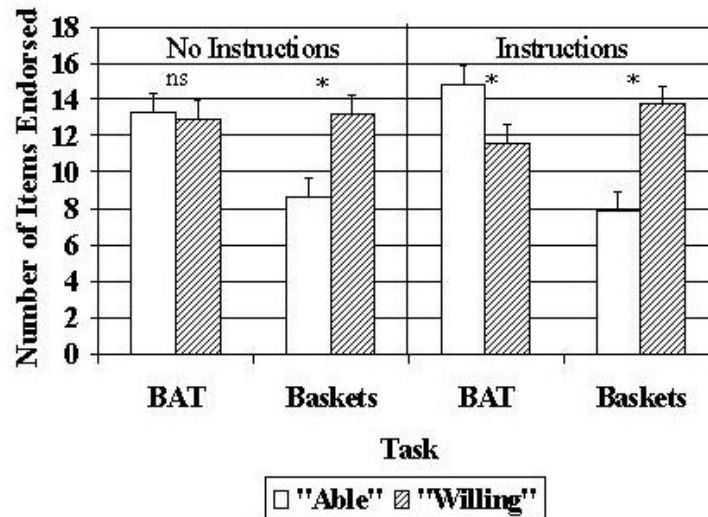 Number of Items Endorsed
18
16
14
12
10
8
6
4
2
0
No Instructions
Instructions
ns
*
*
*
BAT
Baskets
BAT
Baskets
Task
"Able"
"Willing"